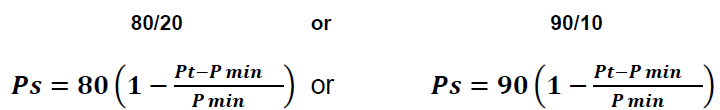 80/20 or 90/10
Ps = 80 (1 − Pt−P min / P min) or Ps = 90 (1 − Pt−P min / P min)